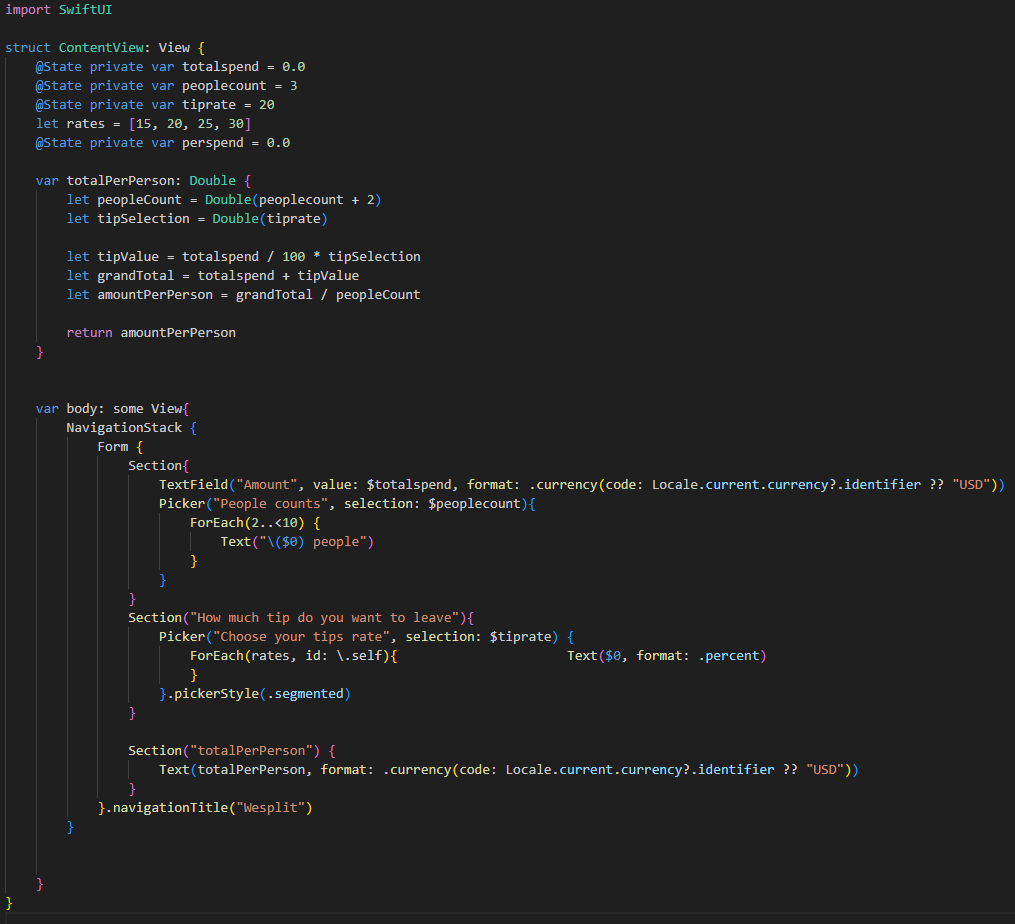 import SwiftUI

struct ContentView: View {
    @State private var totalspend = 0.0
    @State private var peoplecount = 3
    @State private var tiprate = 20
    let rates = [15, 20, 25, 30]
    @State private var perspend = 0.0

    var totalPerPerson: Double {
        let peopleCount = Double(peoplecount + 2)
        let tipSelection = Double(tiprate)

        let tipValue = totalspend / 100 * tipSelection
        let grandTotal = totalspend + tipValue
        let amountPerPerson = grandTotal / peopleCount

        return amountPerPerson
    }


    var body: some View{
        NavigationStack {
            Form {
                Section{
                    TextField("Amount", value: $totalspend, format: .currency(code: Locale.current.currency?.identifier ?? "USD"))
                    Picker("People counts", selection: $peoplecount){
                        ForEach(2..<10) {
                            Text("\($0) people")
                        }
                    }
                }
                Section("How much tip do you want to leave"){
                    Picker("Choose your tips rate", selection: $tiprate) {
                        ForEach(rates, id: \.self){                      Text($0, format: .percent)
                        }
                    }.pickerStyle(.segmented)
                }

                Section("totalPerPerson") {
                    Text(totalPerPerson, format: .currency(code: Locale.current.currency?.identifier ?? "USD"))
                }
            }.navigationTitle("Wesplit")
        }


    }
}